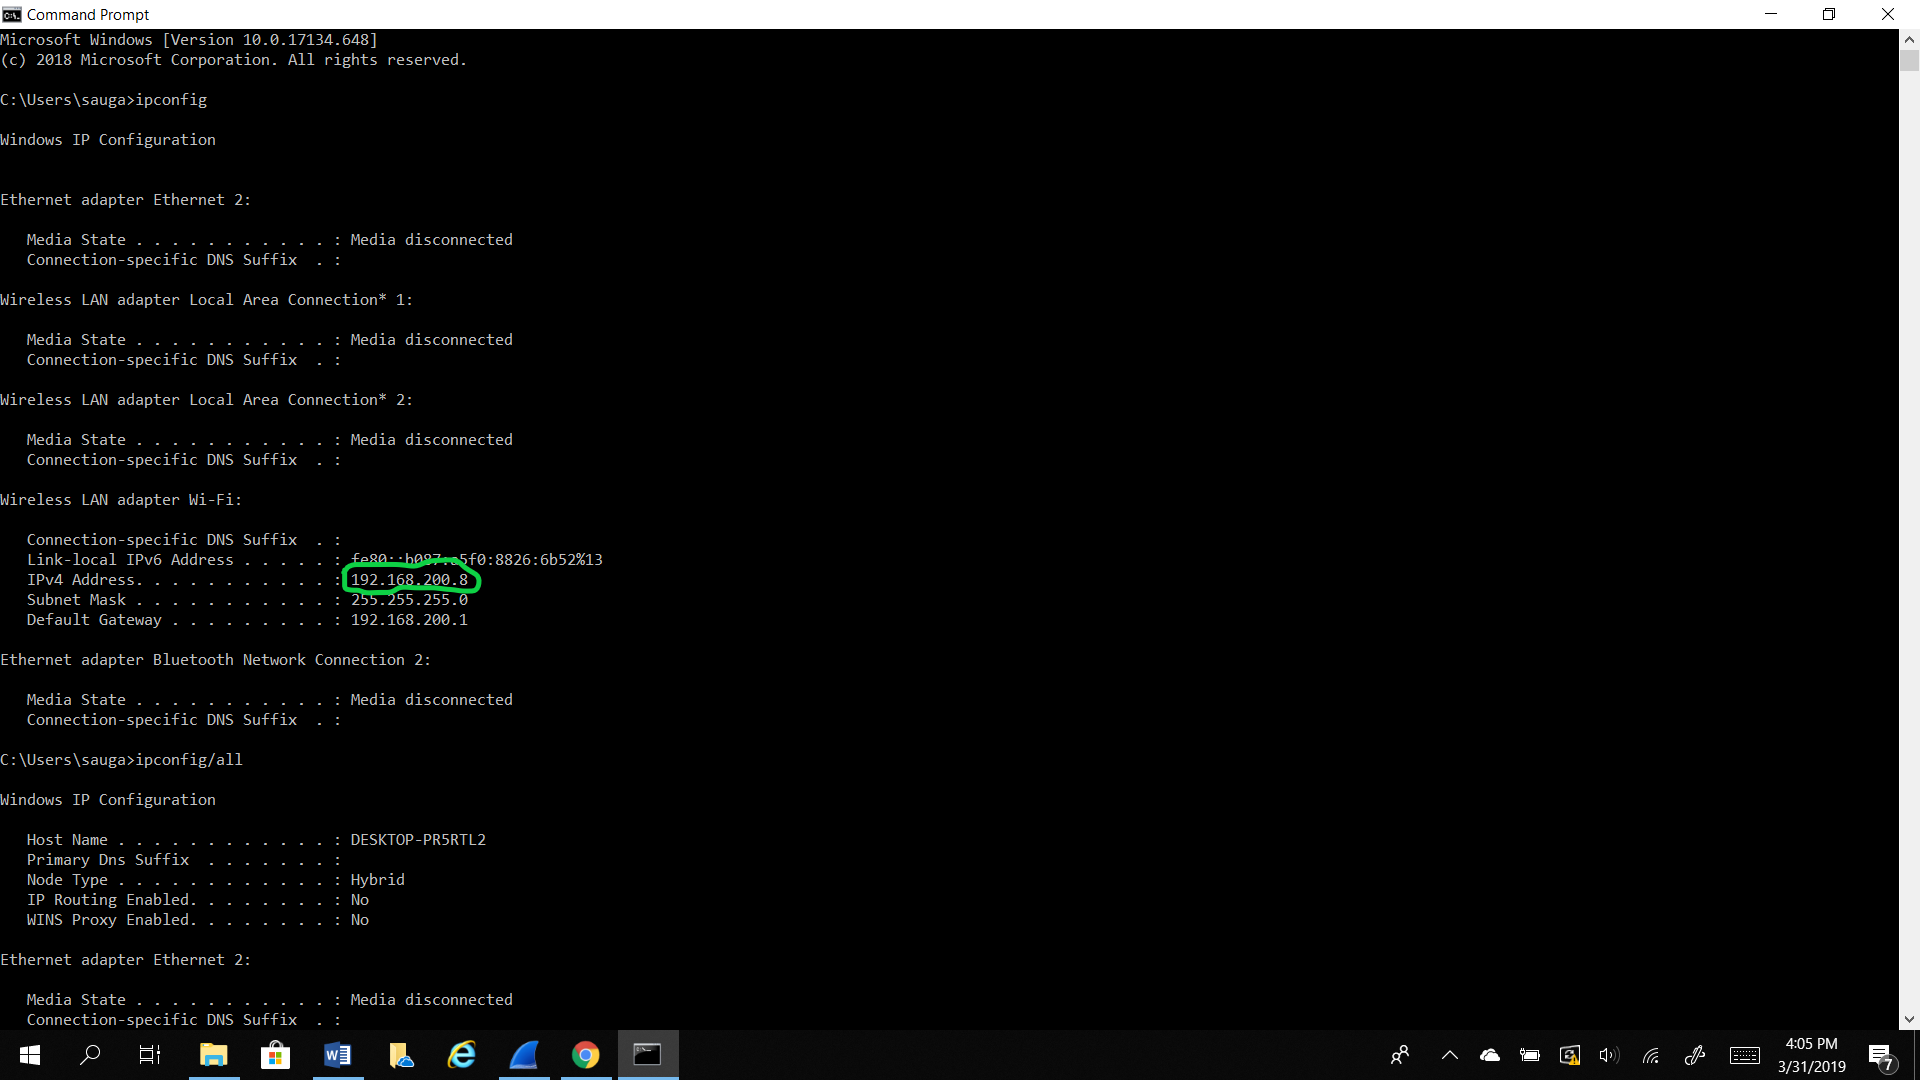 Command Prompt
Microsoft Windows [Version 10.0.17134.648]
(c) 2018 Microsoft Corporation. All rights reserved.
C:\Users\sauga>ipconfig
Windows IP Configuration
Ethernet adapter Ethernet 2:
Media State . . . . . . . . . . . : Media disconnected
Connection-specific DNS Suffix  . :
Wireless LAN adapter Local Area Connection* 1:
Media State . . . . . . . . . . . : Media disconnected
Connection-specific DNS Suffix  . :
Wireless LAN adapter Local Area Connection* 2:
Media State . . . . . . . . . . . : Media disconnected
Connection-specific DNS Suffix  . :
Wireless LAN adapter Wi-Fi:
Connection-specific DNS Suffix  . :
Link-local IPv6 Address . . . . . :
IPv4 Address. . . . . . . . . . . : 192.168.200.8
Subnet Mask . . . . . . . . . . . : 255.255.255.0
Default Gateway . . . . . . . . . : 192.168.200.1
Ethernet adapter Bluetooth Network Connection 2:
Media State . . . . . . . . . . . : Media disconnected
Connection-specific DNS Suffix  . :
C:\Users\sauga>ipconfig/all
Windows IP Configuration
Host Name . . . . . . . . . . . . : DESKTOP-PR5RTL2
Primary Dns Suffix  . . . . . . . :
Node Type . . . . . . . . . . . . : Hybrid
IP Routing Enabled. . . . . . . . : No
WINS Proxy Enabled. . . . . . . . : No
Ethernet adapter Ethernet 2:
Media State . . . . . . . . . . . : Media disconnected
Connection-specific DNS Suffix  . :
4:05 PM
3/31/2019
7